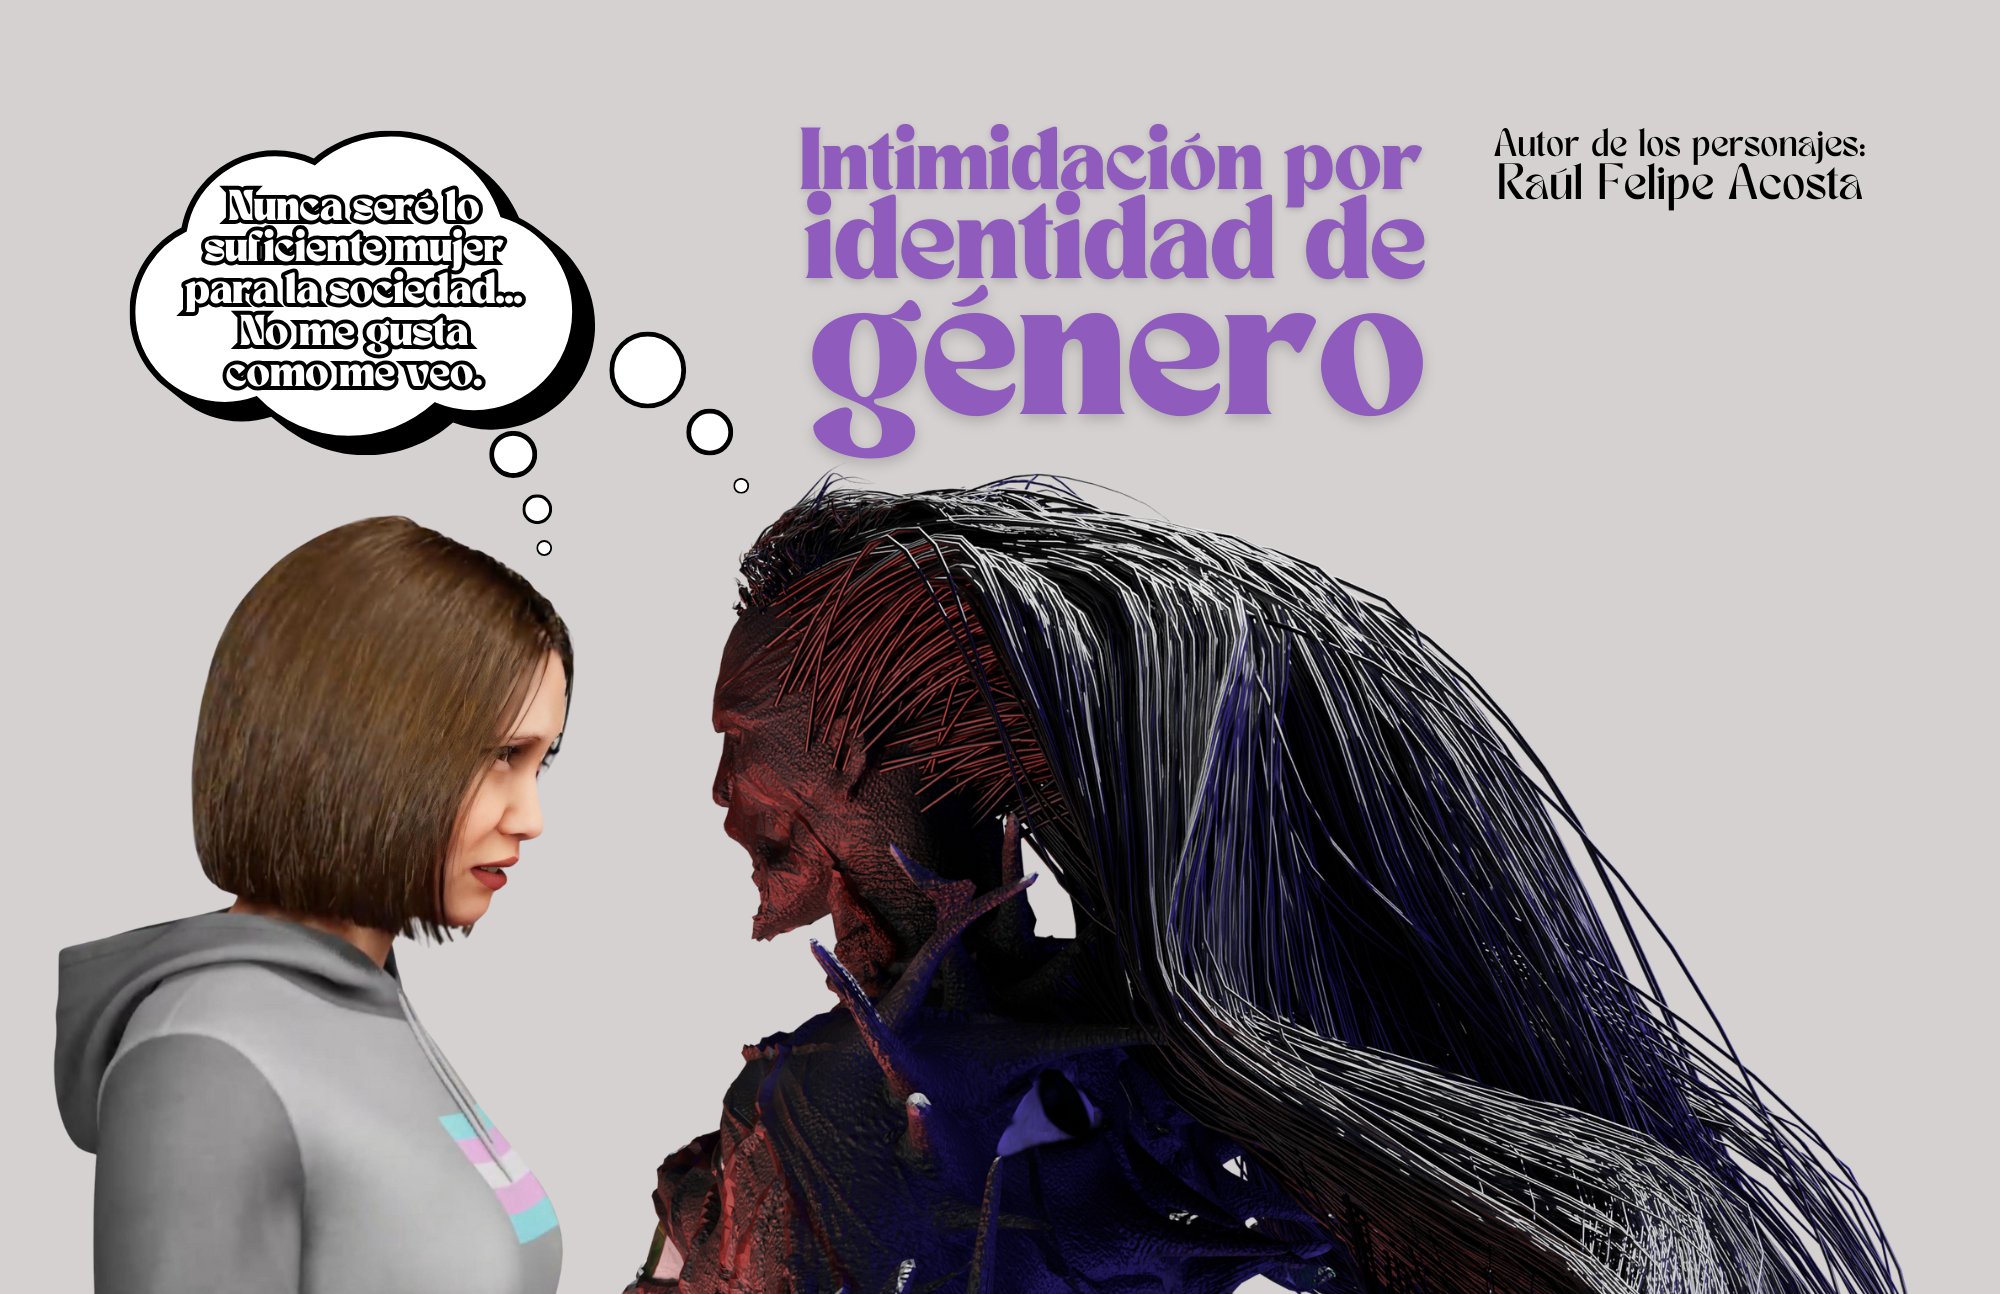 Nunca seré lo
suficiente mujer
para la sociedad...
No me gusta
como me veo.
Intimidación por
identidad de
género
Autor de los personajes:
Raúl Felipe Acosta